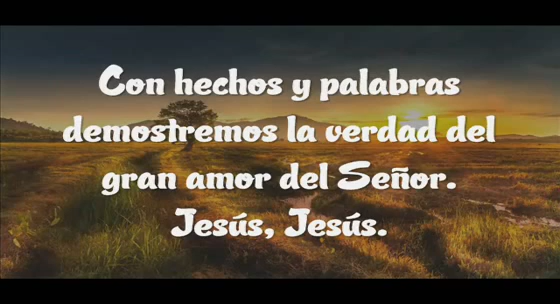 Con hechos y palabras
demostremos la verdad del
gran amor del Señor.
Jesús, Jesús.